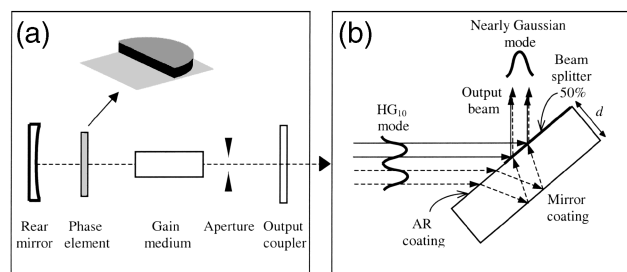 (a)
Rear
mirror
Phase
element
Gain
medium
Aperture
Output
coupler
(b)
Nearly Gaussian
mode
Beam
splitter
50%
Output
beam
d
HG10
mode
AR
coating
Mirror
coating